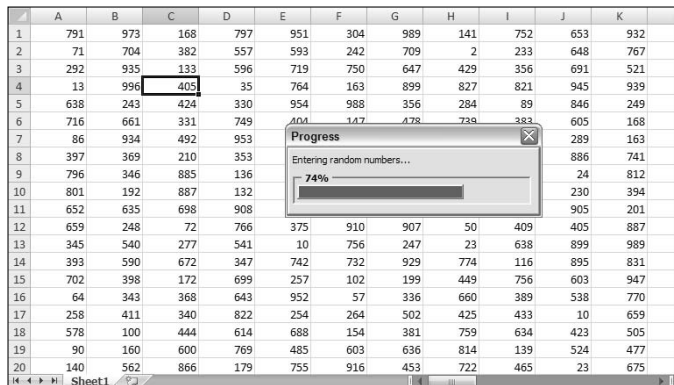 A B C D E F G H I J K
1 791 973 168 797 951 304 989 141 752 653 932
2 71 704 382 557 593 242 709 2 233 648 767
3 292 935 133 596 719 750 647 429 356 691 521
4 13 996 405 35 764 163 899 827 821 945 939
5 638 243 424 330 954 988 356 284 89 846 249
6 716 661 331 749 404 147 478 739 383 605 168
7 86 934 492 953 Progress 289 163
8 397 369 210 353 Entering random numbers... 886 741
9 796 346 885 136 74% 24 812
10 801 192 887 132 230 394
11 652 635 698 908 905 201
12 659 248 72 766 375 910 907 50 409 405 887
13 345 540 277 541 10 756 247 23 638 899 989
14 393 590 672 347 742 732 929 774 116 895 831
15 702 398 172 699 257 102 199 449 756 603 947
16 64 343 368 643 952 57 336 660 389 538 770
17 258 411 340 822 254 264 502 425 433 10 659
18 578 100 444 614 688 154 381 759 634 423 505
19 90 160 600 769 485 603 636 814 139 524 477
20 140 562 866 179 755 916 453 722 465 23 675
Sheet1